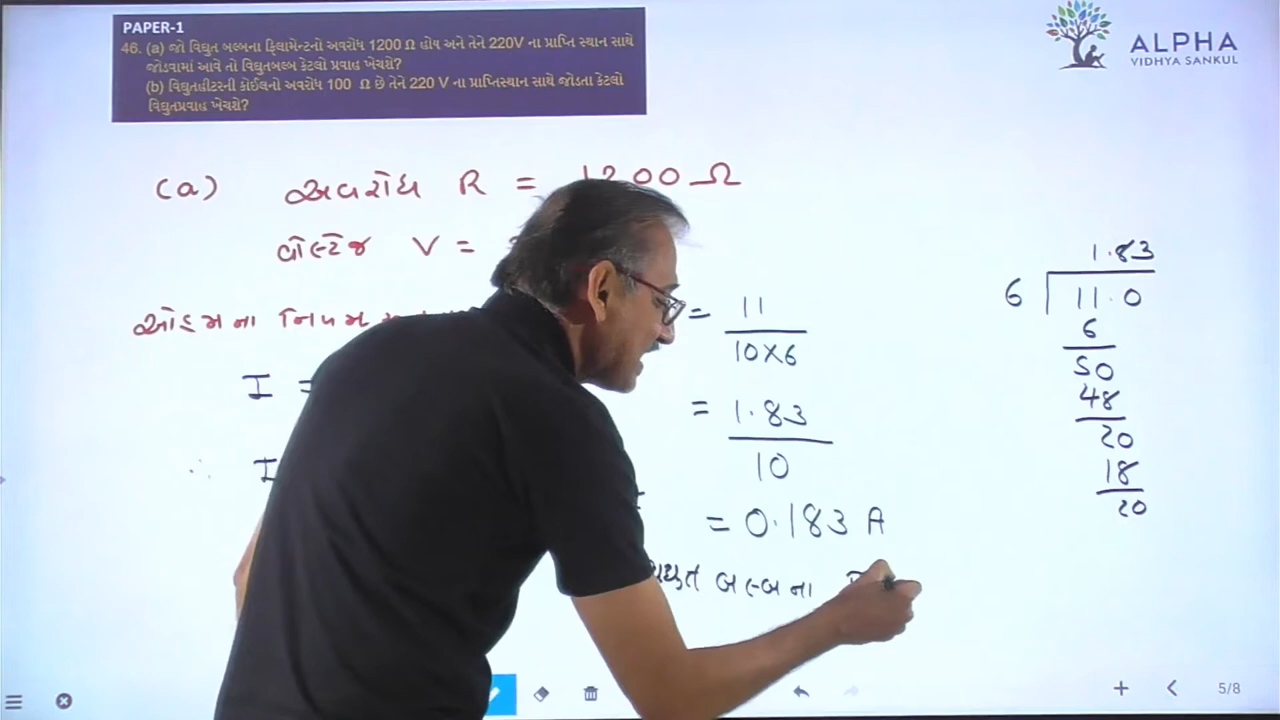 PAPER-1
46. (a) જો વિદ્યુત બલ્બના ફિલામેંન્ટનો અવરોધ 1200 Ω હોય અને તેને 220V ના પ્રાપ્તિ સ્થાન સાથે
જોડવામાં આવે તો વિદ્યુતબલ્બ કેટલો પ્રવાહ ખેંચશે?
(b) વિદ્યુતહીટરની કોઈલનો અવરોધ 100 Ω છે તેને 220 V ના પ્રાપ્તિસ્થાન સાથે જોડતા કેટલો
વિદ્યુતપ્રવાહ ખેંચશે?
ALPHA
VIDHYA SANKUL
(a) અવરોધ R = 1200 Ω
વોલ્ટેજ V =
ઓહમના નિયમ
I =
∴ I
= 11
10×6
= 1.83
10
= 0.183 A
બલ્બના
1.83
6 11.0
6
50
48
20
18
20
5/8